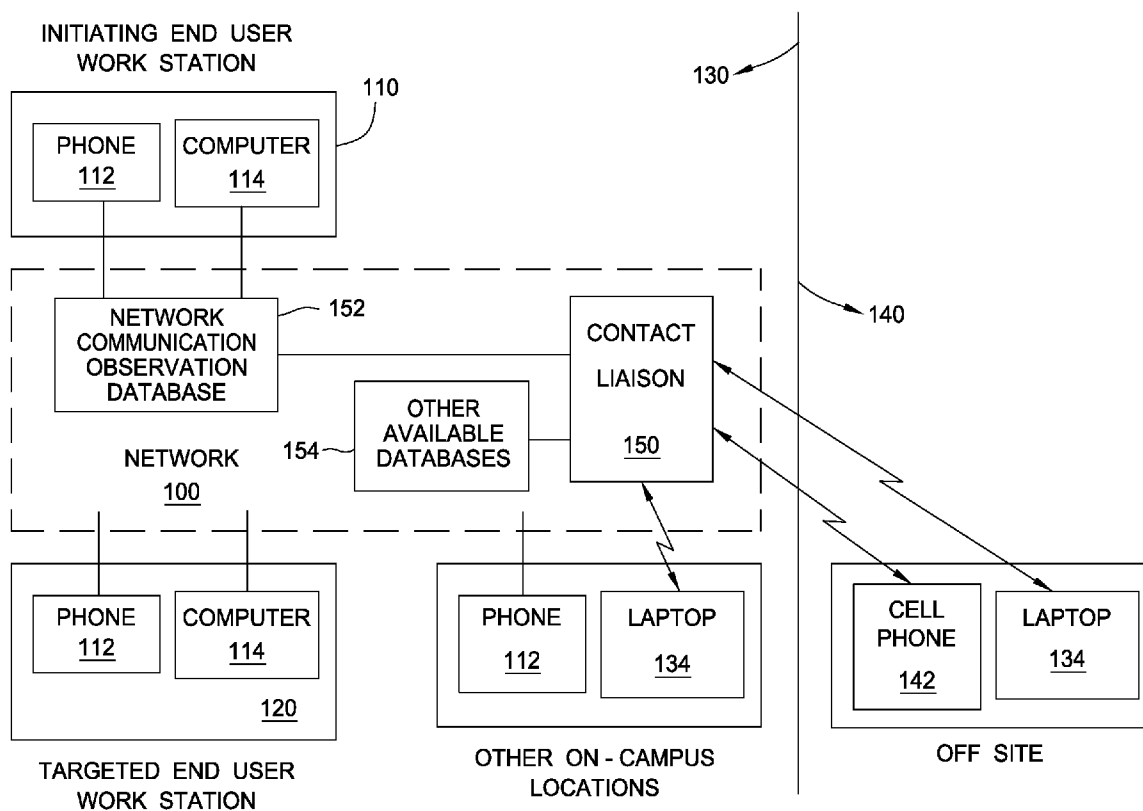 INITIATING END USER
WORK STATION
110
130
PHONE
112
COMPUTER
114
NETWORK
COMMUNICATION
OBSERVATION
DATABASE
152
CONTACT
LIAISON
150
140
OTHER
AVAILABLE
DATABASES
154
NETWORK
100
PHONE
112
COMPUTER
114
120
PHONE
112
LAPTOP
134
CELL
PHONE
142
LAPTOP
134
TARGETED END USER
WORK STATION
OTHER ON - CAMPUS
LOCATIONS
OFF SITE